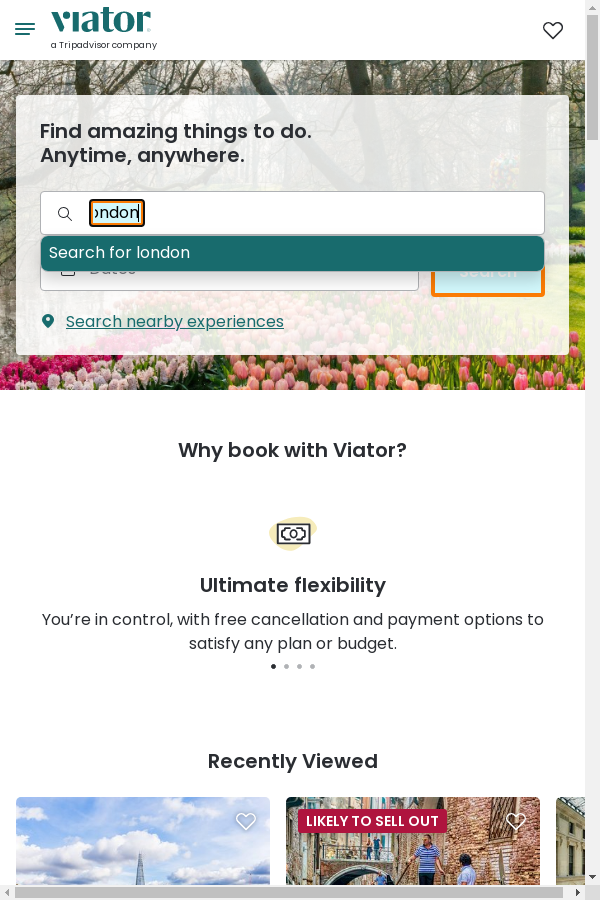 viator
a Tripadvisor company
Find amazing things to do.
Anytime, anywhere.
ondon
Search for london
Dates
Search
Search nearby experiences
Why book with Viator?
Ultimate flexibility
You’re in control, with free cancellation and payment options to
satisfy any plan or budget.
Recently Viewed
LIKELY TO SELL OUT